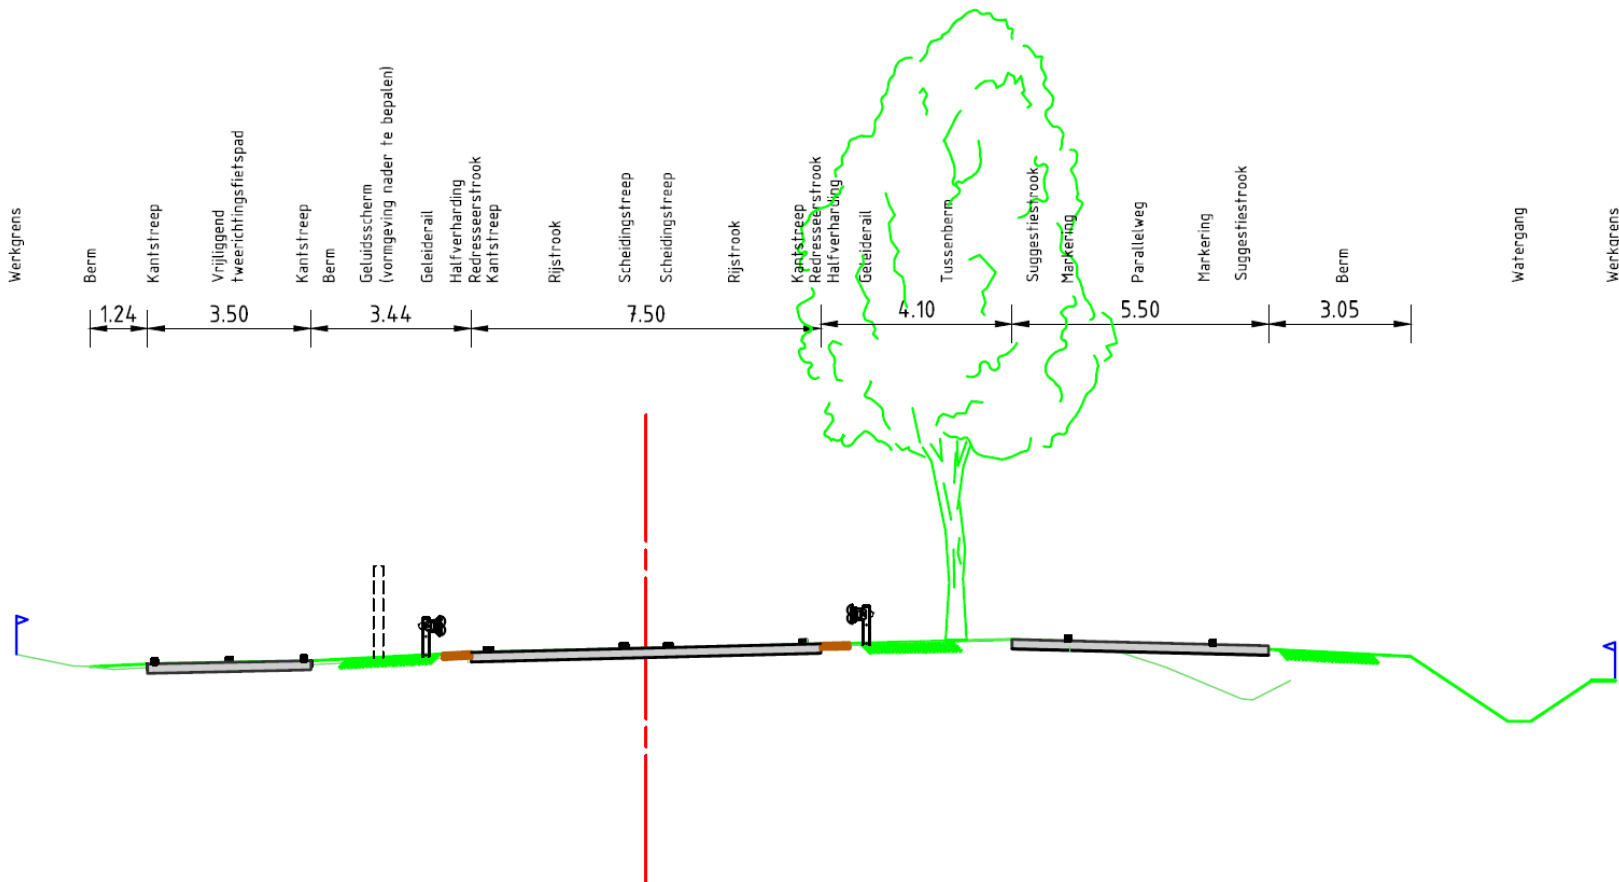 Werkgrens
Berm
Kantstreep
Vrijliggend
tweerichtingsfietspad
Kantstreep
Berm
Geluidsscherm
(vormgeving nader te bepalen)
Geleiderail
Halfverharding
Redresseerstrook
Kantstreep
Rijstrook
Scheidingstreep
Scheidingstreep
Rijstrook
Kantstreep
Redresseerstrook
Halfverharding
Geleiderail
Tussenberm
Suggestiestrook
Markering
Parallelweg
Markering
Suggestiestrook
Berm
Watergang
Werkgrens
1.24
3.50
3.44
7.50
4.10
5.50
3.05